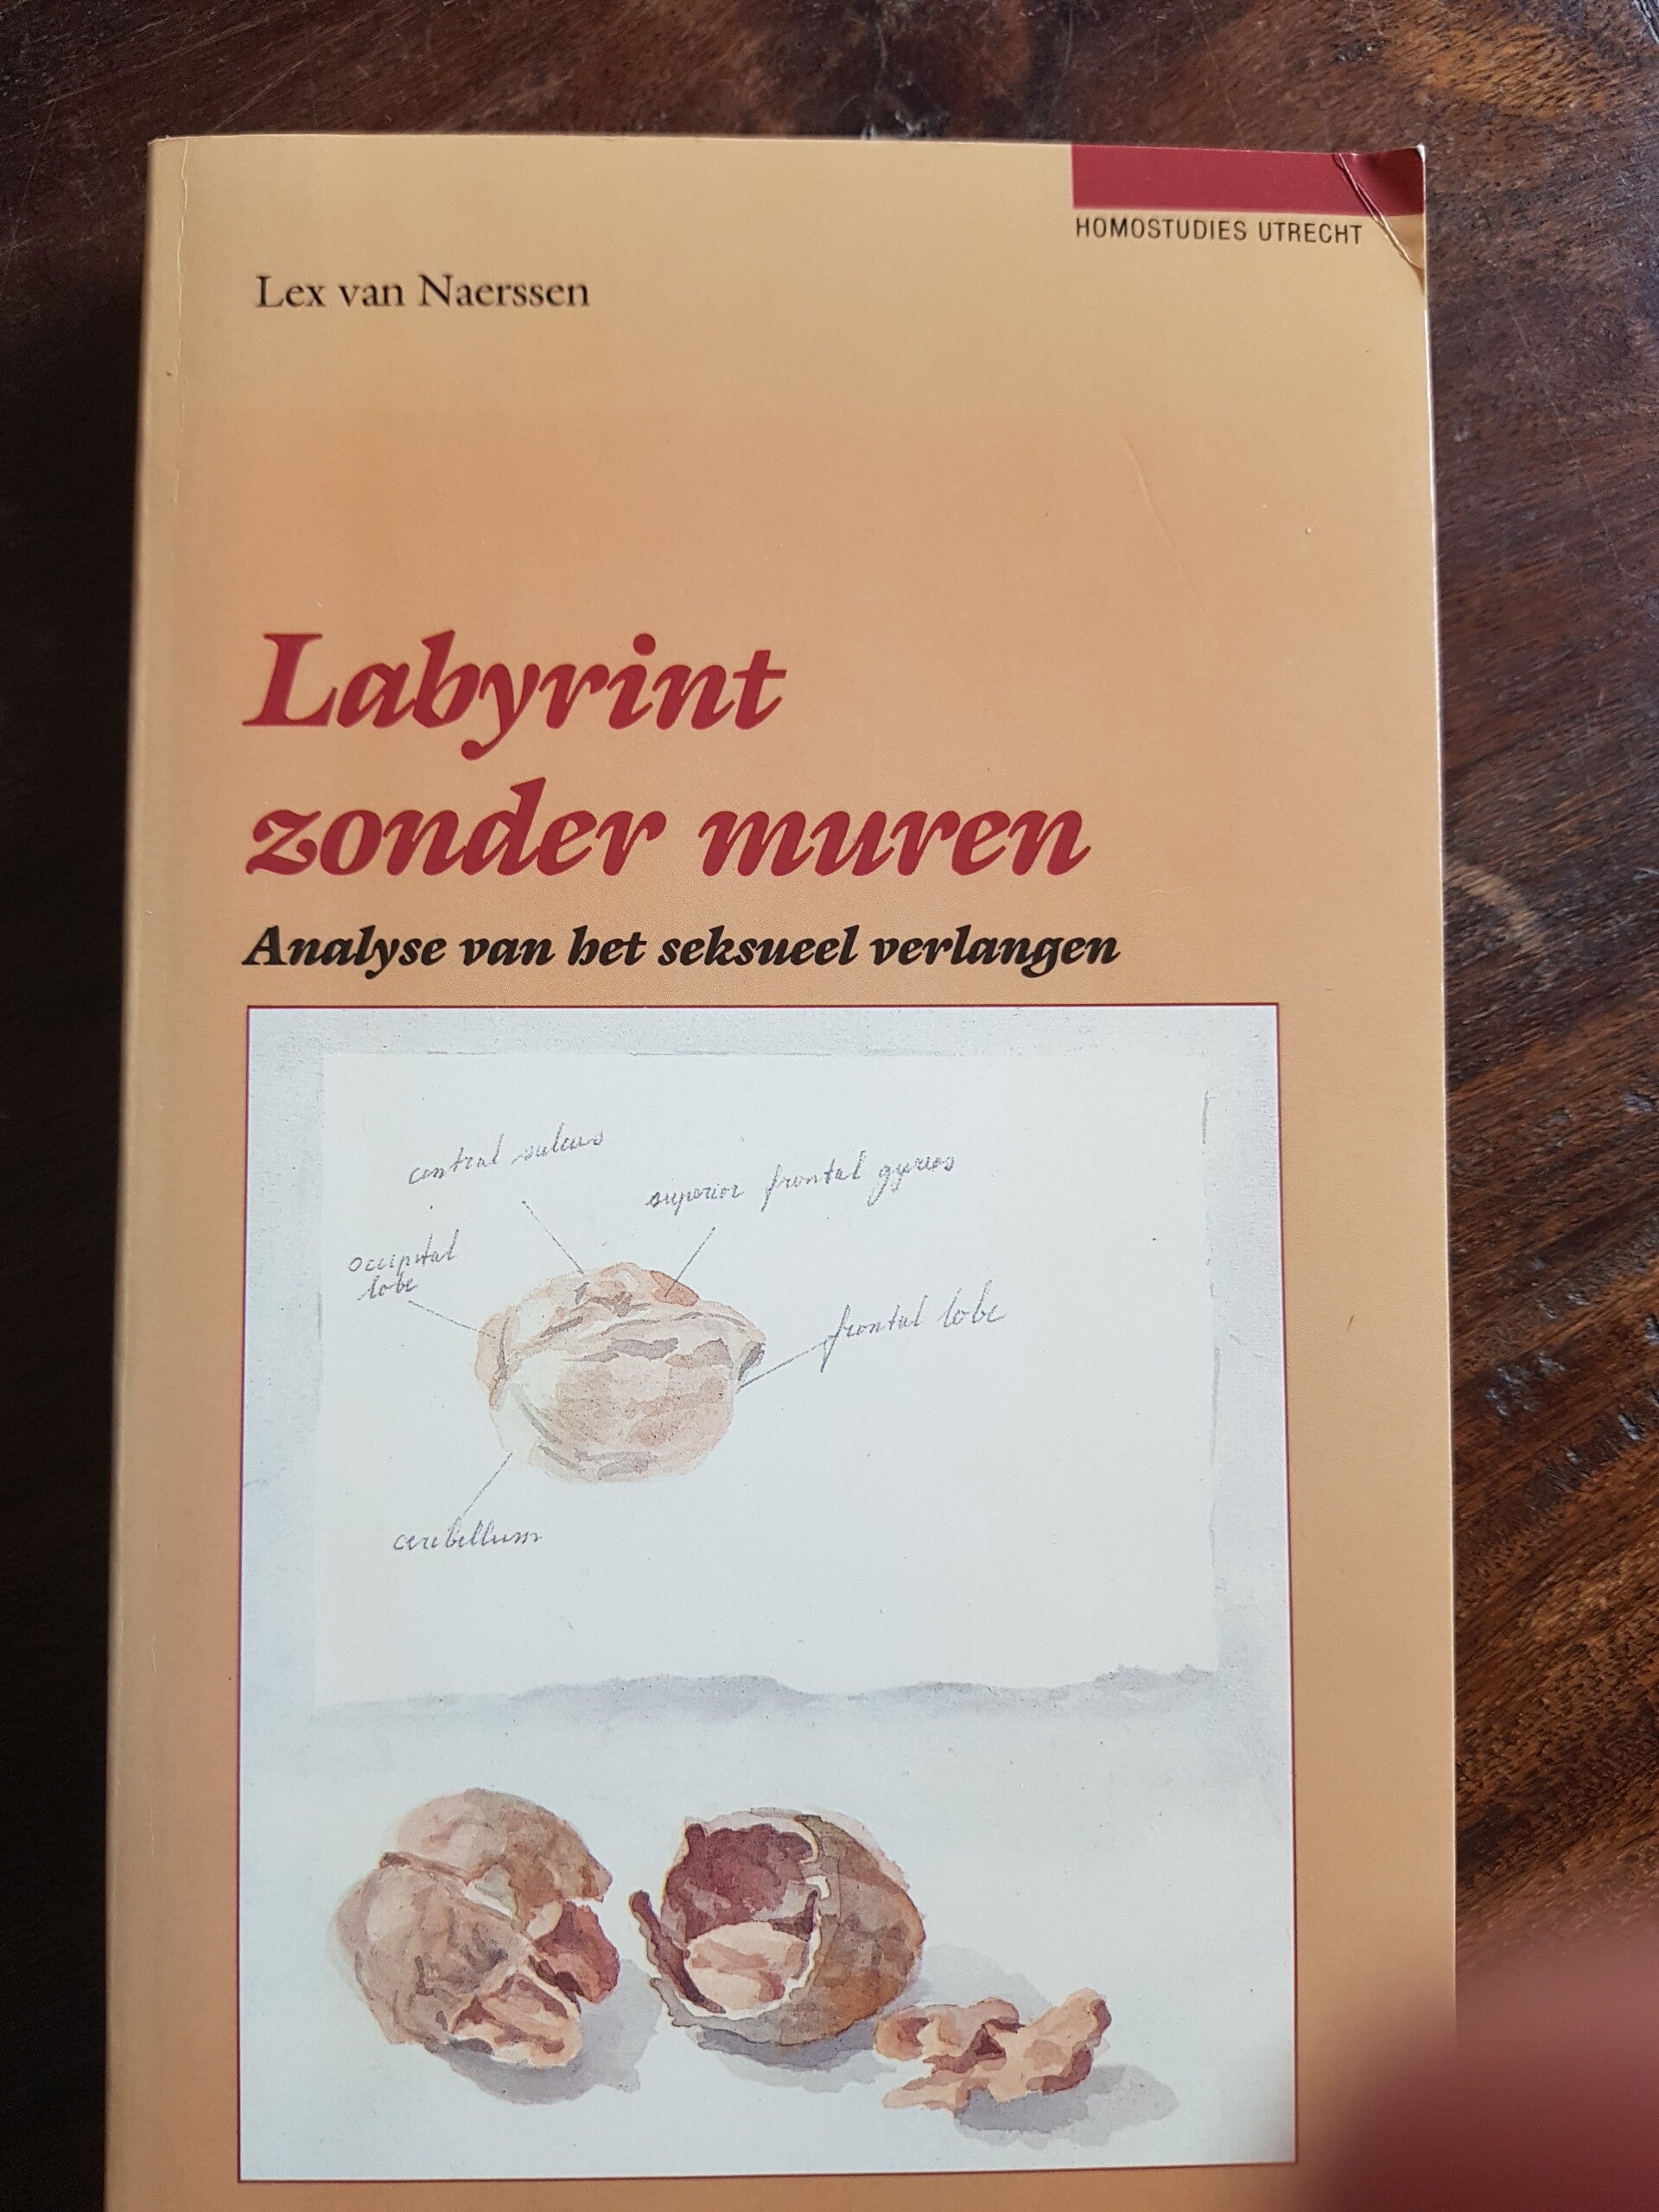 HOMOSTUDIES UTRECHT
Lex van Naerssen
Labyrint
zonder muren
Analyse van het seksueel verlangen
central sulcus
superior frontal gyrus
occipital
lobe
frontal lobe
cerebellum